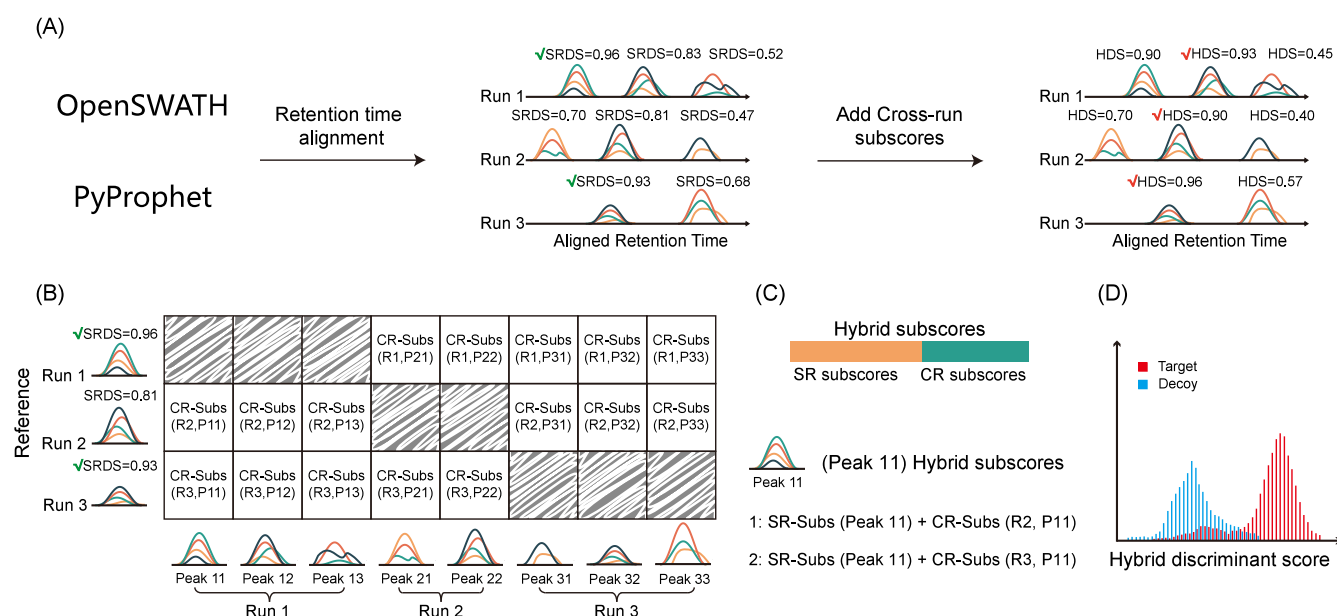 (A)
OpenSWATH
PyProphet
Retention time
alignment
√SRDS=0.96 SRDS=0.83 SRDS=0.52
Run 1
SRDS=0.70 SRDS=0.81 SRDS=0.47
Run 2
√SRDS=0.93 SRDS=0.68
Run 3
Aligned Retention Time
Add Cross-run
subscores
HDS=0.90 √HDS=0.93 HDS=0.45
Run 1
HDS=0.70 √HDS=0.90 HDS=0.40
Run 2
√HDS=0.96 HDS=0.57
Run 3
Aligned Retention Time
(B)
Reference
√SRDS=0.96
Run 1
SRDS=0.81
Run 2
√SRDS=0.93
Run 3
CR-Subs CR-Subs CR-Subs CR-Subs CR-Subs
(R1,P21) (R1,P22) (R1,P31) (R1,P32) (R1,P33)
CR-Subs CR-Subs CR-Subs CR-Subs CR-Subs CR-Subs
(R2,P11) (R2,P12) (R2,P13) (R2,P31) (R2,P32) (R2,P33)
CR-Subs CR-Subs CR-Subs CR-Subs CR-Subs
(R3,P11) (R3,P12) (R3,P13) (R3,P21) (R3,P22)
Peak 11 Peak 12 Peak 13 Peak 21 Peak 22 Peak 31 Peak 32 Peak 33
Run 1 Run 2 Run 3
(C)
Hybrid subscores
SR subscores CR subscores
Peak 11
(Peak 11) Hybrid subscores
1: SR-Subs (Peak 11) + CR-Subs (R2, P11)
2: SR-Subs (Peak 11) + CR-Subs (R3, P11)
(D)
Target
Decoy
Hybrid discriminant score